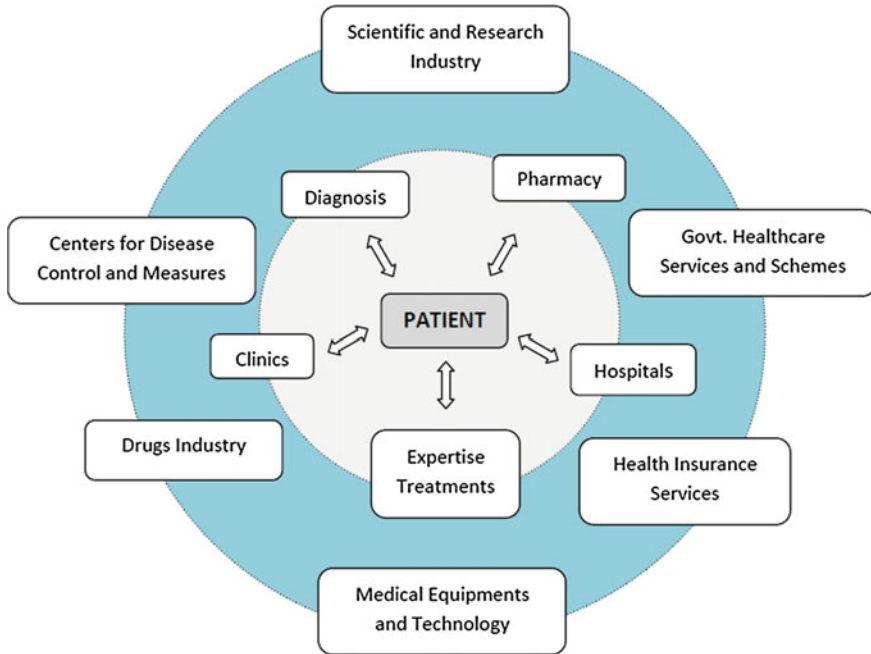 Scientific and Research
Industry
Diagnosis
Pharmacy
Centers for Disease
Control and Measures
Govt. Healthcare
Services and Schemes
PATIENT
Clinics
Hospitals
Drugs Industry
Expertise
Treatments
Health Insurance
Services
Medical Equipments
and Technology